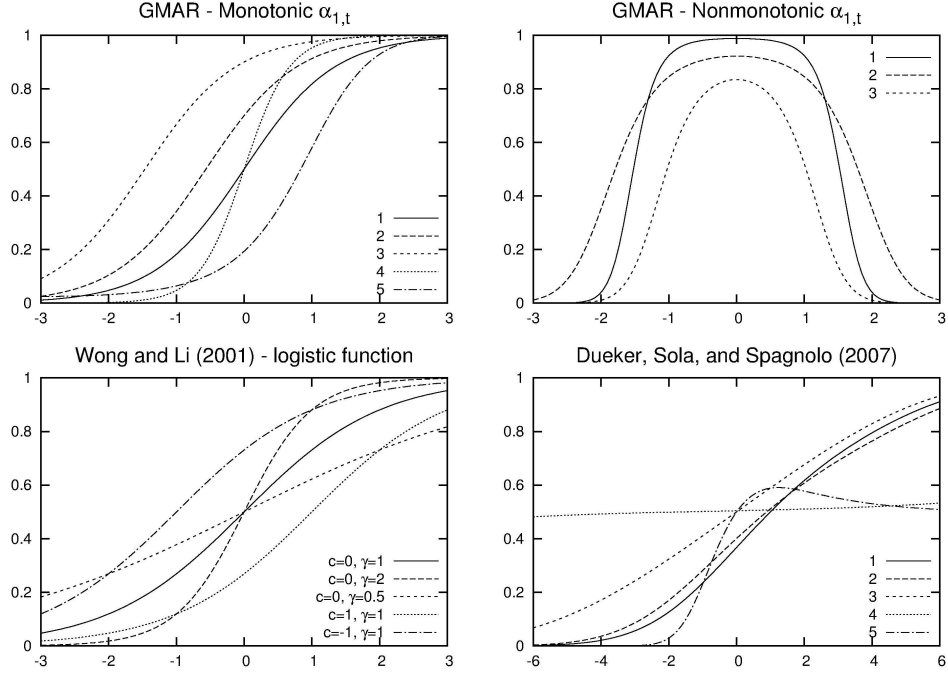 GMAR - Monotonic α1,t
1
0.8
0.6
0.4
0.2
0
-3 -2 -1 0 1 2 3
1
2
3
4
5
GMAR - Nonmonotonic α1,t
1
0.8
0.6
0.4
0.2
0
-6 -4 -2 0 1 2 3
1
2
3
Wong and Li (2001) - logistic function
1
0.8
0.6
0.4
0.2
0
-3 -2 -1 0 1 2 3
c=0, γ=1
c=0, γ=2
c=0, γ=0.5
c=1, γ=1
c=-1, γ=1
Dueker, Sola, and Spagnolo (2007)
1
0.8
0.6
0.4
0.2
0
-6 -4 -2 0 2 4 6
1
2
3
4
5